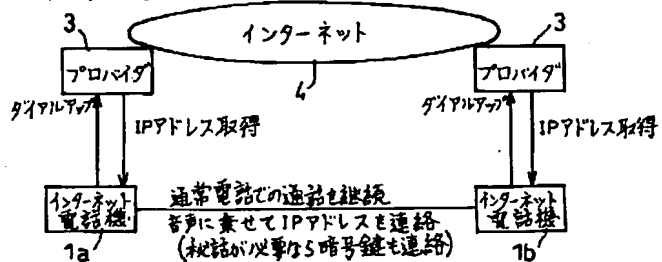 3
インターネット
3
プロバイダ
プロバイダ
4
ダイアルアップ
IPアドレス取得
ダイアルアップ
IPアドレス取得
インターネット
電話機
通常電話での通話を継続
インターネット
電話機
音声に乗せてIPアドレスを連絡
1a
(秘話が必要なら暗号鍵も連絡)
1b